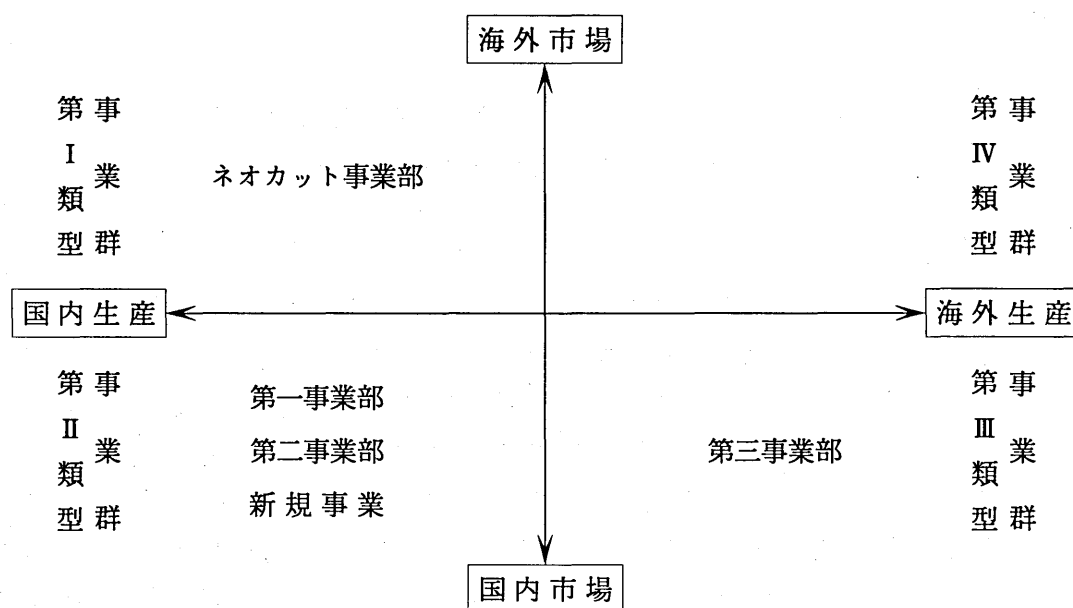 海外市場
第Ⅰ類型
事業群
ネオカット事業部
第Ⅳ類型
事業群
国内生産
海外生産
第Ⅱ類型
事業群
第一事業部
第二事業部
新規事業
第三事業部
第Ⅲ類型
事業群
国内市場